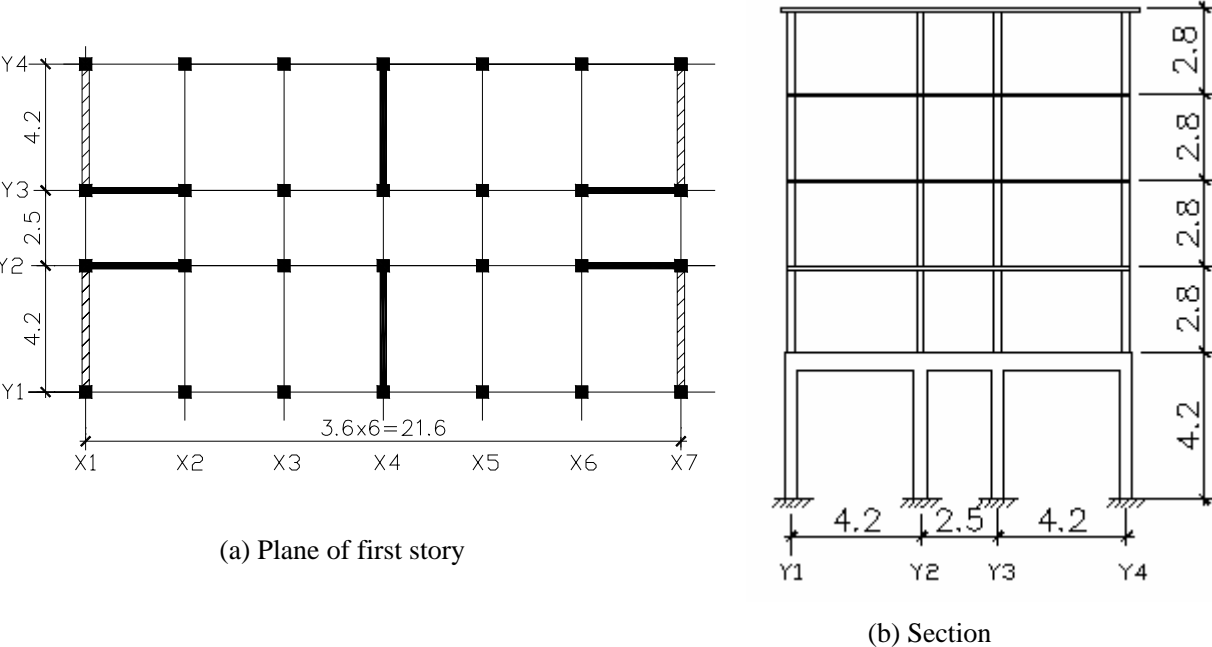 Y4
4.2
Y3
2.5
Y2
4.2
Y1
3.6x6=21.6
X1 X2 X3 X4 X5 X6 X7
(a) Plane of first story
2.8
2.8
2.8
2.8
4.2
4.2 2.5 4.2
Y1 Y2 Y3 Y4
(b) Section